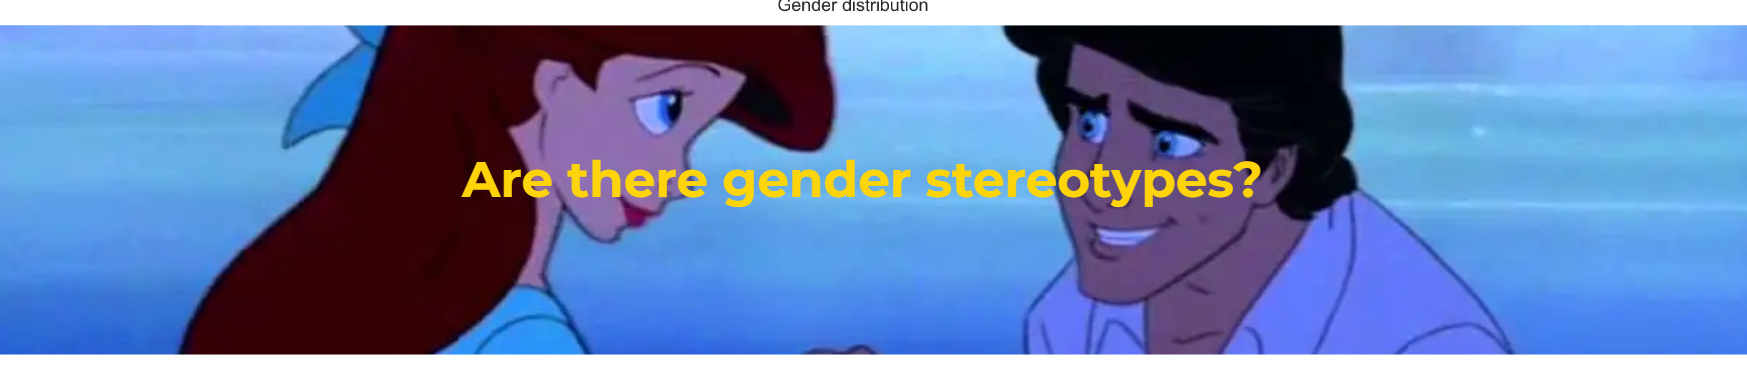 Gender distribution
Are there gender stereotypes?